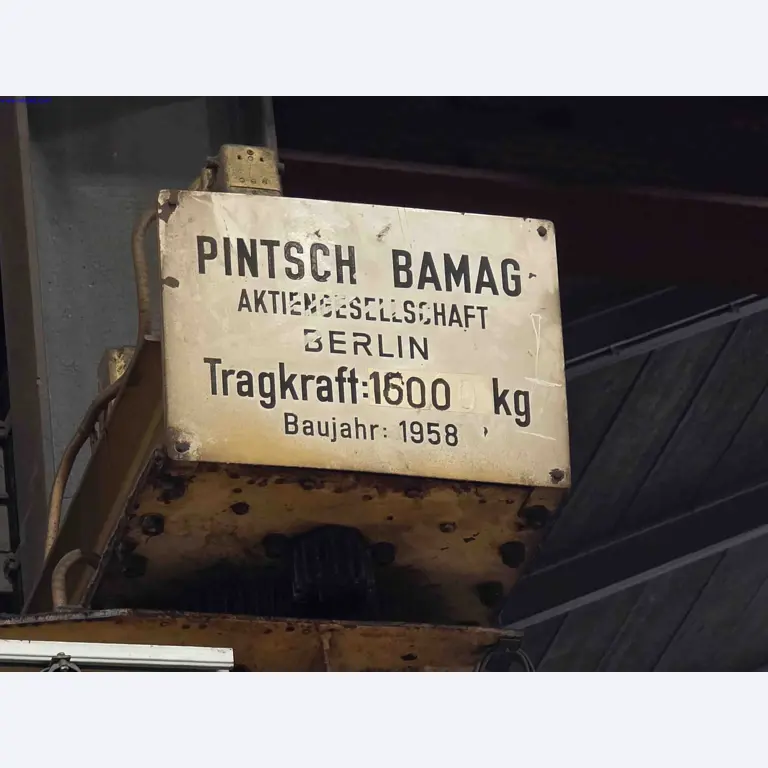 PINTSCH BAMAG
AKTIENGESELLSCHAFT
BERLIN
Tragkraft:1600 kg
Baujahr: 1958